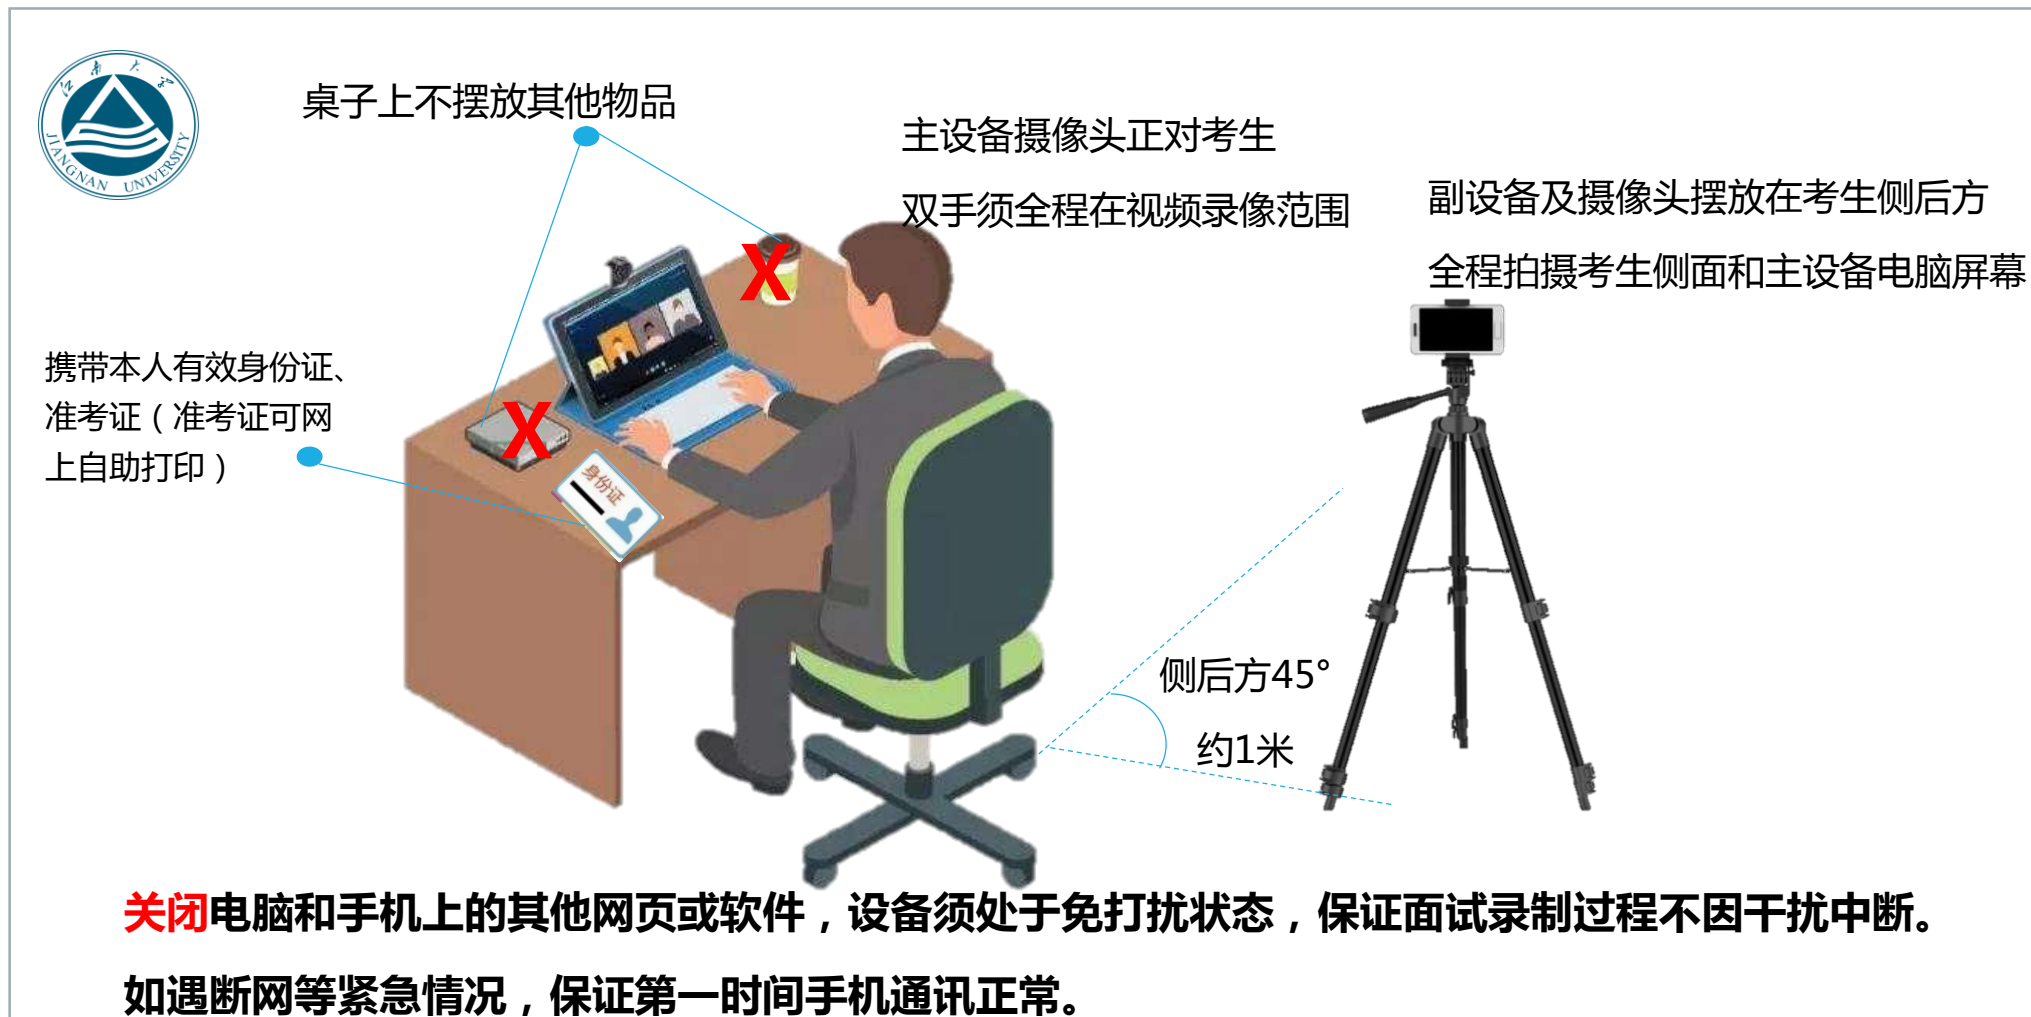 江南大学
JIANGNAN UNIVERSITY
桌子上不摆放其他物品
主设备摄像头正对考生
双手须全程在视频录像范围
副设备及摄像头摆放在考生侧后方
全程拍摄考生侧面和主设备电脑屏幕
X
X
携带本人有效身份证、
准考证（准考证可网
上自助打印）
身份证
侧后方45°
约1米
关闭电脑和手机上的其他网页或软件，设备须处于免打扰状态，保证面试录制过程不因干扰中断。
如遇断网等紧急情况，保证第一时间手机通讯正常。